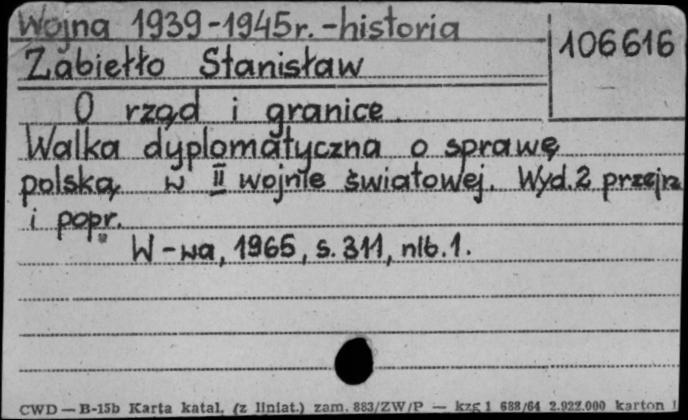 Wojna 1939-1945r.-historia
106616
Zabiełło Stanisław
O rząd i granice.
Walka dyplomatyczna o sprawę
polską w II wojnie światowej. Wyd.2 przejrz
i popr.
W-wa, 1965, s. 311, nlb.1.
CWD — B-15b Karta katal. (z liniat.) zam. 883/ZW/P — kzg 1 688/64 2.922.000 karton 1